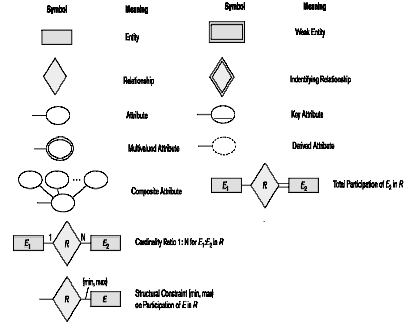 Symbol Meaning Symbol Meaning
Entity
Weak Entity
Relationship
Indentifying Relationship
Attribute
Key Attribute
Multivalued Attribute
Derived Attribute
...
Composite Attribute
E1 R E2 Total Participation of E2 in R
E1 1 R N E2 Cardinality Ratio 1: N for E1:E2 in R
(min, max)
R E Structural Constraint (min, max)
on Participation of E in R